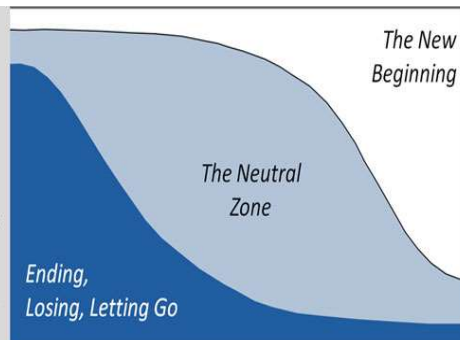 The New
Beginning
The Neutral
Zone
Ending,
Losing, Letting Go